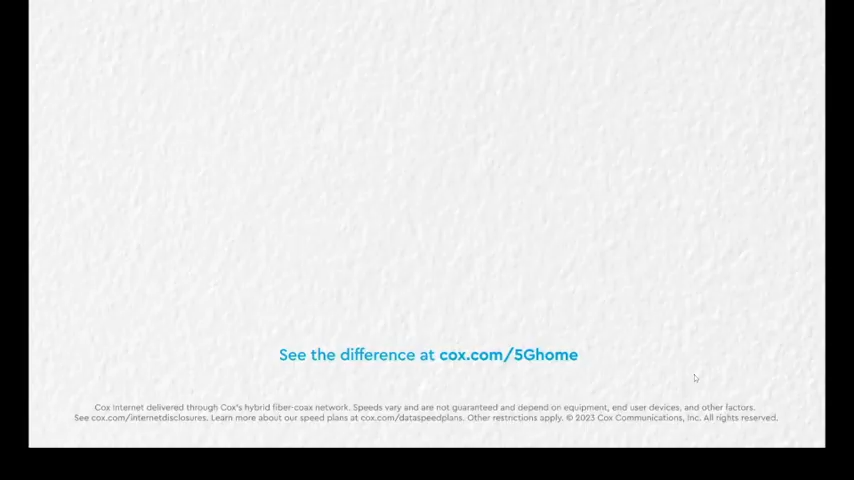 See the difference at cox.com/5Ghome
Cox Internet delivered through Cox's hybrid fiber-coax network. Speeds vary and are not guaranteed and depend on equipment, end user devices, and other factors.
See cox.com/internetdisclosures. Learn more about our speed plans at cox.com/dataspeedplans. Other restrictions apply. © 2023 Cox Communications, Inc. All rights reserved.